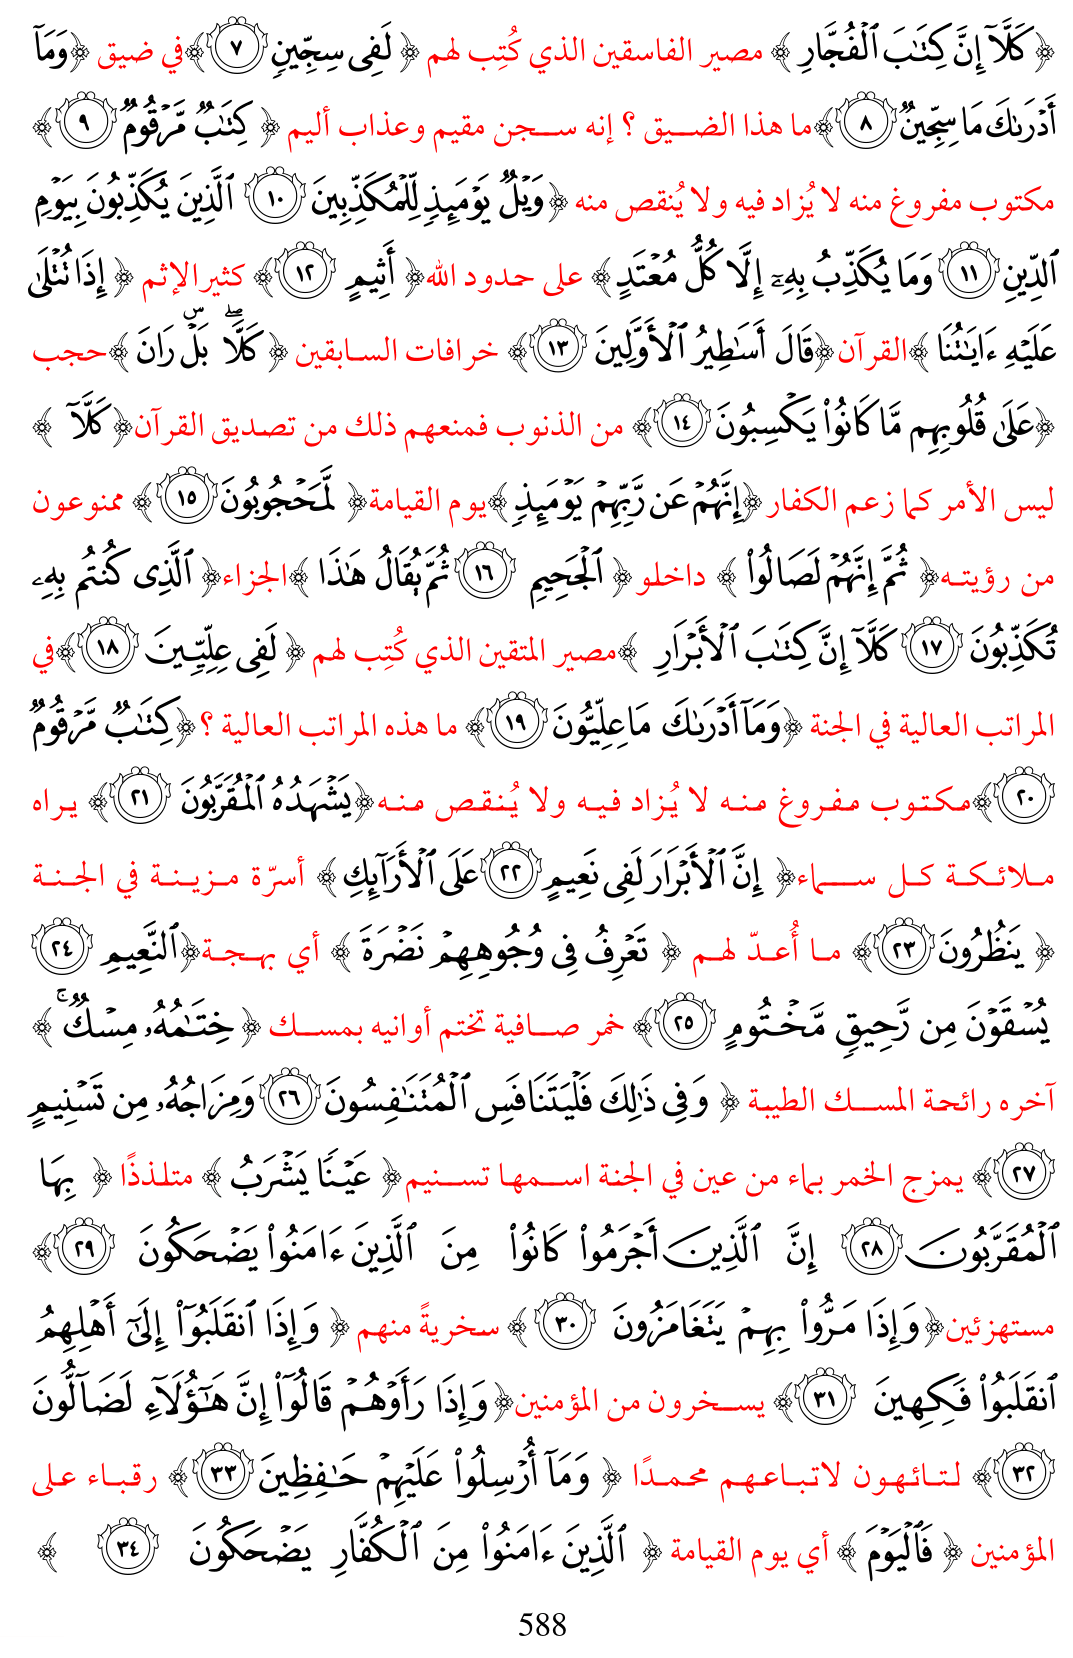 ﴿ كَلَّآ إِنَّ كِتَٰبَ ٱلۡفُجَّارِ ﴾ مصير الفاسقين الذي كُتِب لهم ﴿ لَفِى سِجِّينٖ ٧ ﴾ في ضيق ﴿ وَمَآ
أَدۡرَىٰكَ مَا سِجِّينٞ ٨ ﴾ ما هذا الضيق ؟ إنه سجن مقيم وعذاب أليم ﴿ كِتَٰبٞ مَّرۡقُومٞ ٩ ﴾
مكتوب مفروغ منه لا يُزاد فيه ولا يُنقص منه ﴿ وَيۡلٞ يَوۡمَئِذٖ لِّلۡمُكَذِّبِينَ ١٠ ٱلَّذِينَ يُكَذِّبُونَ بِيَوۡمِ
ٱلدِّينِ ١١ وَمَا يُكَذِّبُ بِهِۦٓ إِلَّا كُلُّ مُعۡتَدٍ ﴾ على حدود الله ﴿ أَثِيمٍ ١٢ ﴾ كثير الإثم ﴿ إِذَا تُتۡلَىٰ
عَلَيۡهِ ءَايَٰتُنَا ﴾ القرآن ﴿ قَالَ أَسَٰطِيرُ ٱلۡأَوَّلِينَ ١٣ ﴾ خرافات السابقين ﴿ كَلَّاۖ بَلۡۜ رَانَ ﴾ حجب
﴿ عَلَىٰ قُلُوبِهِم مَّا كَانُواْ يَكۡسِبُونَ ١٤ ﴾ من الذنوب فمنعهم ذلك من تصديق القرآن ﴿ كَلَّآ ﴾
ليس الأمر كما زعم الكفار ﴿ إِنَّهُمۡ عَن رَّبِّهِمۡ يَوۡمَئِذٖ ﴾ يوم القيامة ﴿ لَّمَحۡجُوبُونَ ١٥ ﴾ ممنوعون
من رؤيته ﴿ ثُمَّ إِنَّهُمۡ لَصَالُواْ ﴾ داخلو ﴿ ٱلۡجَحِيمِ ١٦ ثُمَّ يُقَالُ هَٰذَا ﴾ الجزاء ﴿ ٱلَّذِى كُنتُم بِهِۦ
تُكَذِّبُونَ ١٧ كَلَّآ إِنَّ كِتَٰبَ ٱلۡأَبۡرَارِ ﴾ مصير المتقين الذي كُتِب لهم ﴿ لَفِى عِلِّيِّينَ ١٨ ﴾ في
المراتب العالية في الجنة ﴿ وَمَآ أَدۡرَىٰكَ مَا عِلِّيُّونَ ١٩ ﴾ ما هذه المراتب العالية ؟ ﴿ كِتَٰبٞ مَّرۡقُومٞ
٢٠ ﴾ مكتوب مفروغ منه لا يُزاد فيه ولا يُنقص منه ﴿ يَشۡهَدُهُ ٱلۡمُقَرَّبُونَ ٢١ ﴾ يراه
ملائكة كل سماء ﴿ إِنَّ ٱلۡأَبۡرَارَ لَفِى نَعِيمٍ ٢٢ عَلَى ٱلۡأَرَآئِكِ ﴾ أسرّة مزينة في الجنة
﴿ يَنظُرُونَ ٢٣ ﴾ ما أُعدّ لهم ﴿ تَعۡرِفُ فِى وُجُوهِهِمۡ نَضۡرَةَ ﴾ أي بهجة ﴿ ٱلنَّعِيمِ ٢٤
يُسۡقَوۡنَ مِن رَّحِيقٖ مَّخۡتُومٍ ٢٥ ﴾ خمر صافية تختم أوانيه بمسك ﴿ خِتَٰمُهُۥ مِسۡكٞۚ ﴾
آخره رائحة المسك الطيبة ﴿ وَفِى ذَٰلِكَ فَلۡيَتَنَافَسِ ٱلۡمُتَنَٰفِسُونَ ٢٦ وَمِزَاجُهُۥ مِن تَسۡنِيمٍ
٢٧ ﴾ يمزج الخمر بماء من عين في الجنة اسمها تسنيم ﴿ عَيۡنٗا يَشۡرَبُ ﴾ متلذذًا ﴿ بِهَا
ٱلۡمُقَرَّبُونَ ٢٨ إِنَّ ٱلَّذِينَ أَجۡرَمُواْ كَانُواْ مِنَ ٱلَّذِينَ ءَامَنُواْ يَضۡحَكُونَ ٢٩ ﴾
مستهزئين ﴿ وَإِذَا مَرُّواْ بِهِمۡ يَتَغَامَزُونَ ٣٠ ﴾ سخريةً منهم ﴿ وَإِذَا ٱنقَلَبُوٓاْ إِلَىٰٓ أَهۡلِهِمُ
ٱنقَلَبُواْ فَكِهِينَ ٣١ ﴾ يسخرون من المؤمنين ﴿ وَإِذَا رَأَوۡهُمۡ قَالُوٓاْ إِنَّ هَٰٓؤُلَآءِ لَضَآلُّونَ
٣٢ ﴾ لتائهون لاتباعهم محمدًا ﴿ وَمَآ أُرۡسِلُواْ عَلَيۡهِمۡ حَٰفِظِينَ ٣٣ ﴾ رقباء على
المؤمنين ﴿ فَٱلۡيَوۡمَ ﴾ أي يوم القيامة ﴿ ٱلَّذِينَ ءَامَنُواْ مِنَ ٱلۡكُفَّارِ يَضۡحَكُونَ ٣٤ ﴾
588